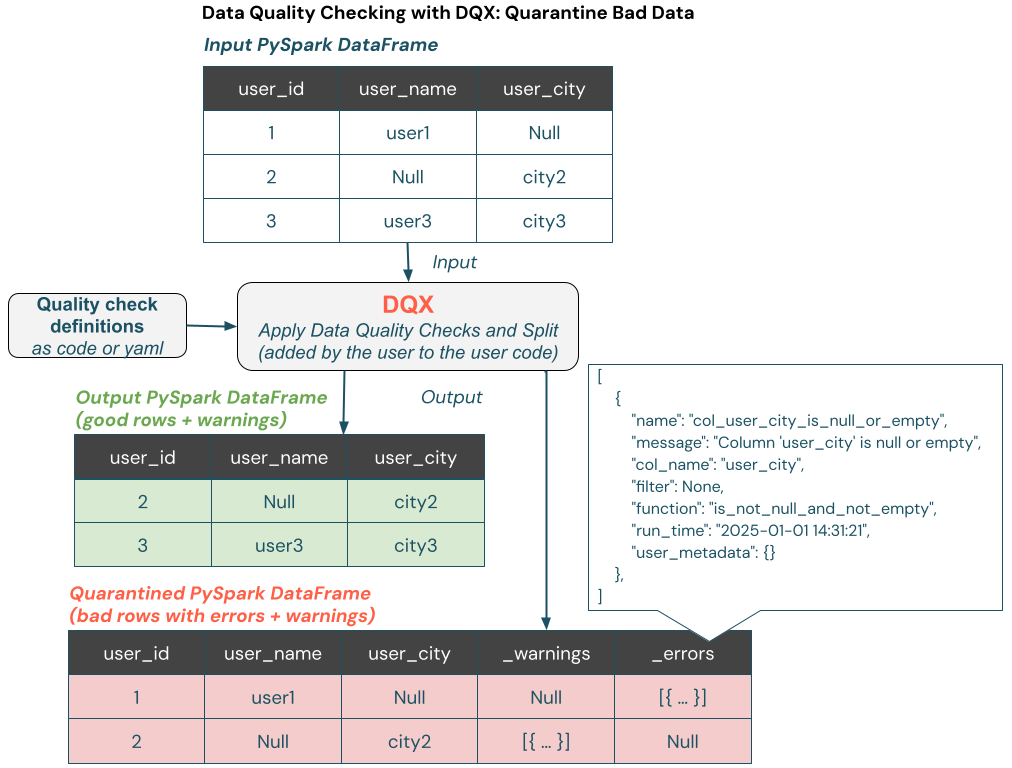 Data Quality Checking with DQX: Quarantine Bad Data
Input PySpark DataFrame
user_id user_name user_city
1 user1 Null
2 Null city2
3 user3 city3
Input
Quality check
definitions
as code or yaml
DQX
Apply Data Quality Checks and Split
(added by the user to the user code)
Output
Output PySpark DataFrame
(good rows + warnings)
user_id user_name user_city
2 Null city2
3 user3 city3
[
{
"name": "col_user_city_is_null_or_empty",
"message": "Column 'user_city' is null or empty",
"col_name": "user_city",
"filter": None,
"function": "is_not_null_and_not_empty",
"run_time": "2025-01-01 14:31:21",
"user_metadata": {}
},
]
Quarantined PySpark DataFrame
(bad rows with errors + warnings)
user_id user_name user_city _warnings _errors
1 user1 Null Null [{ ... }]
2 Null city2 [{ ... }] Null